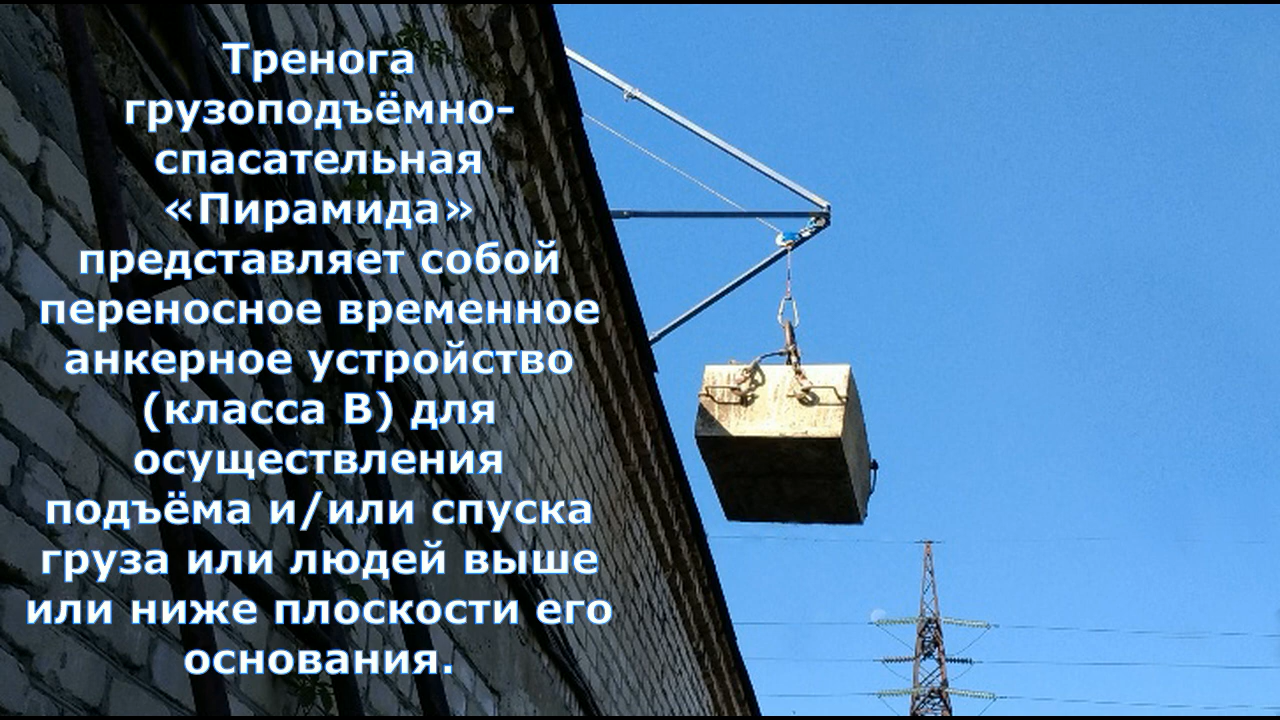 Тренога
грузоподъёмно-
спасательная
«Пирамида»
представляет собой
переносное временное
анкерное устройство
(класса В) для
осуществления
подъёма и/или спуска
груза или людей выше
или ниже плоскости его
основания.